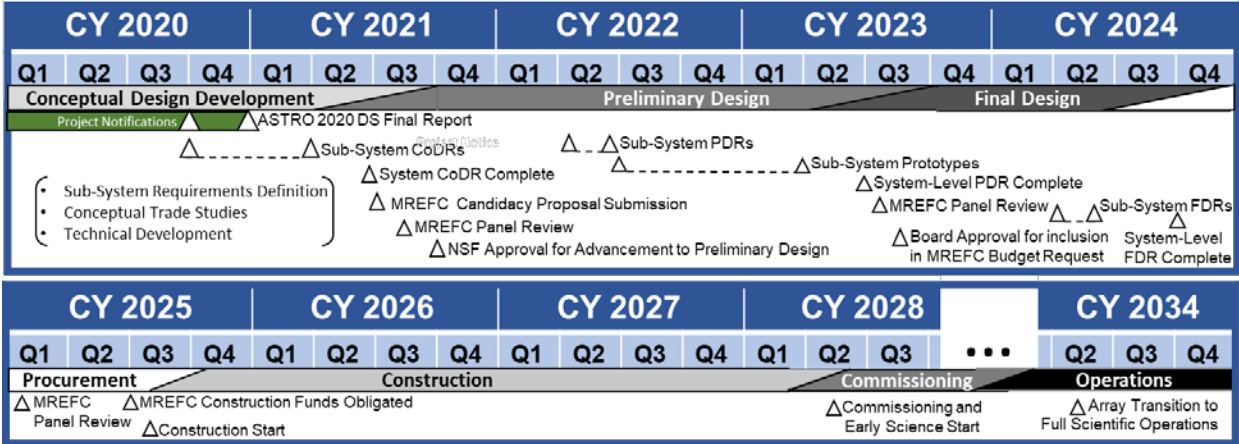 CY 2020 CY 2021 CY 2022 CY 2023 CY 2024
Q1 Q2 Q3 Q4 Q1 Q2 Q3 Q4 Q1 Q2 Q3 Q4 Q1 Q2 Q3 Q4 Q1 Q2 Q3 Q4
Conceptual Design Development Preliminary Design Final Design
Project Notifications ASTRO 2020 DS Final Report
Project Notice
Sub-System CoDRs Sub-System PDRs
System CoDR Complete Sub-System Prototypes
System-Level PDR Complete
• Sub-System Requirements Definition
• Conceptual Trade Studies
• Technical Development
MREFC Candidacy Proposal Submission MREFC Panel Review Sub-System FDRs
MREFC Panel Review
NSF Approval for Advancement to Preliminary Design
Board Approval for inclusion
in MREFC Budget Request
System-Level
FDR Complete
CY 2025 CY 2026 CY 2027 CY 2028 ... CY 2034
Q1 Q2 Q3 Q4 Q1 Q2 Q3 Q4 Q1 Q2 Q3 Q4 Q1 Q2 Q3 Q2 Q3 Q4
Procurement Construction Commissioning Operations
MREFC
Panel Review
MREFC Construction Funds Obligated
Construction Start
Commissioning and
Early Science Start
Array Transition to
Full Scientific Operations